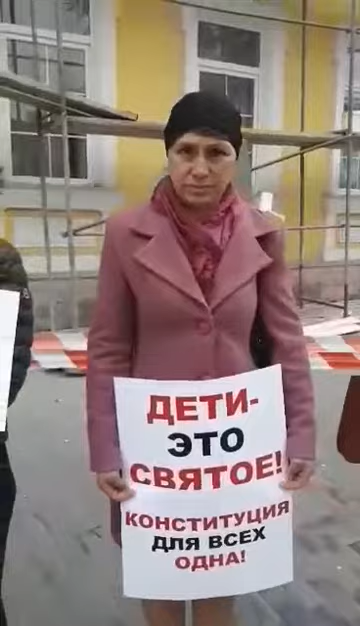 ДЕТИ-
ЭТО
СВЯТОЕ!
КОНСТИТУЦИЯ
ДЛЯ ВСЕХ
ОДНА!